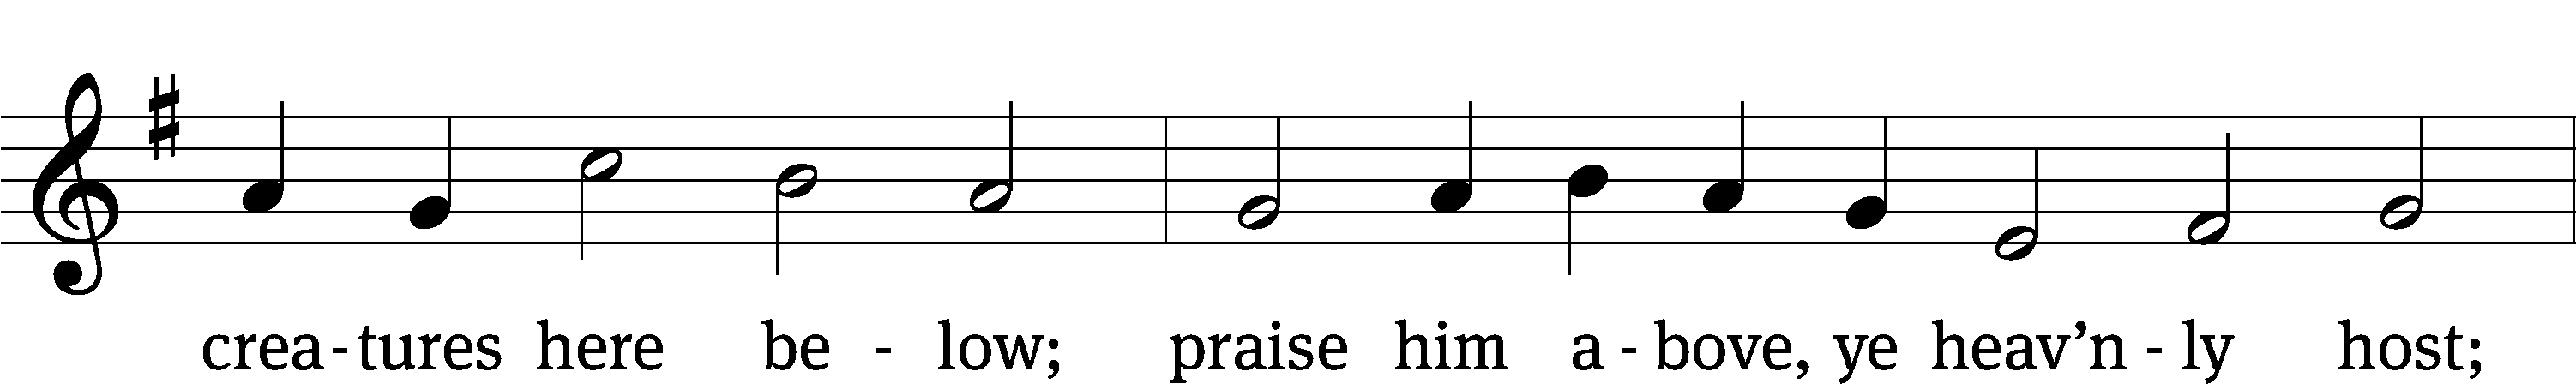 crea-tures here be - low; praise him a - bove, ye heav’n - ly host;